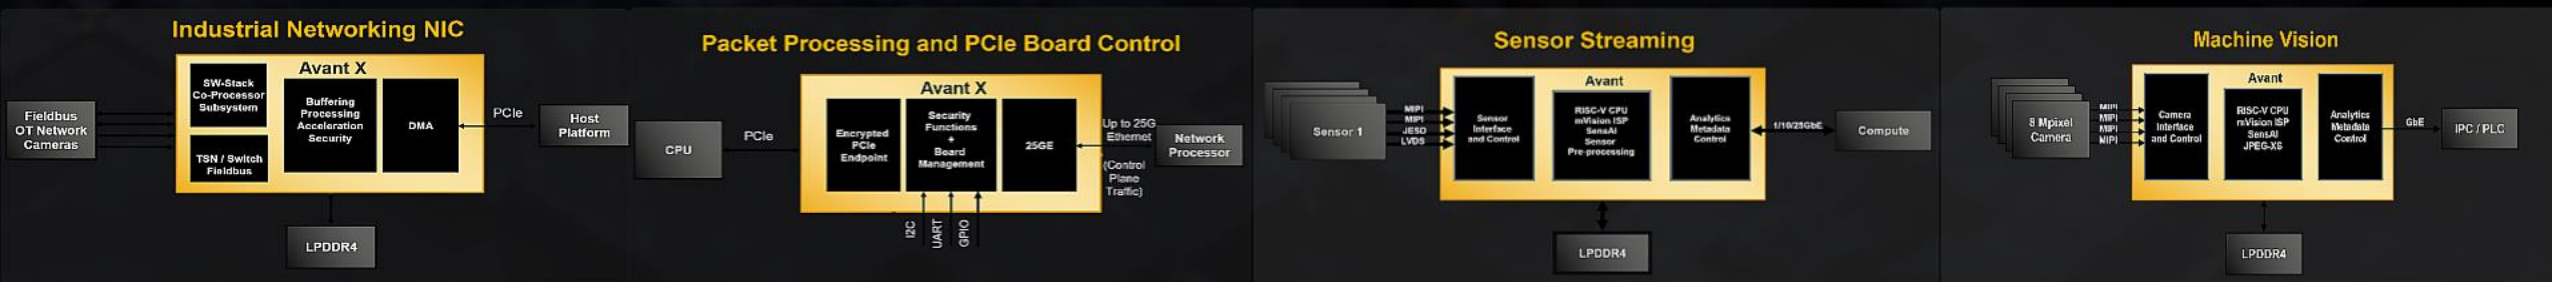 Industrial Networking NIC
Fieldbus
OT Network
Cameras
Avant X
SW-Stack
Co-Processor
Subsystem
TSN / Switch
Fieldbus
Buffering
Processing
Acceleration
Security
DMA
PCIe
Host
Platform
LPDDR4
Packet Processing and PCIe Board Control
CPU
PCIe
Avant X
Encrypted
PCIe
Endpoint
Security
Functions
+
Board
Management
25GE
I2C
UART
GPIO
Up to 25G
Ethernet
(Control
Plane
Traffic)
Network
Processor
Sensor Streaming
Sensor 1
MIPI
MIPI
JESD
LVDS
Avant
Sensor
Interface
and Control
RISC-V CPU
mVision ISP
SensAI
Sensor
Pre-processing
Analytics
Metadata
Control
1/10/25GbE
Compute
LPDDR4
Machine Vision
8 Mpixel
Camera
MIPI
MIPI
MIPI
MIPI
Avant
Camera
Interface
and Control
RISC-V CPU
mVision ISP
SensAI
JPEG-XS
Analytics
Metadata
Control
GbE
IPC / PLC
LPDDR4